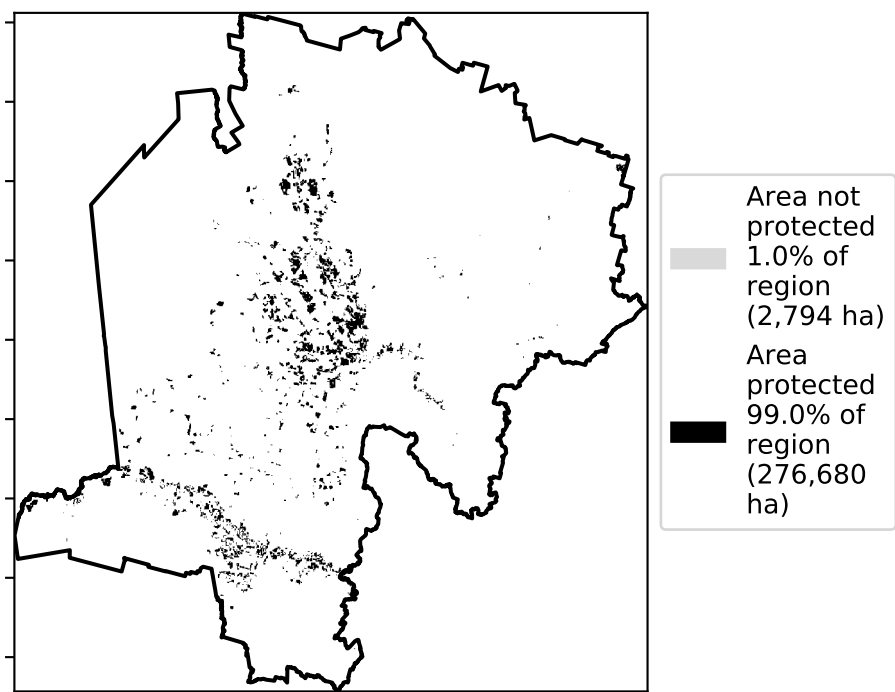 Area not
protected
1.0% of
region
(2,794 ha)
Area
protected
99.0% of
region
(276,680
ha)